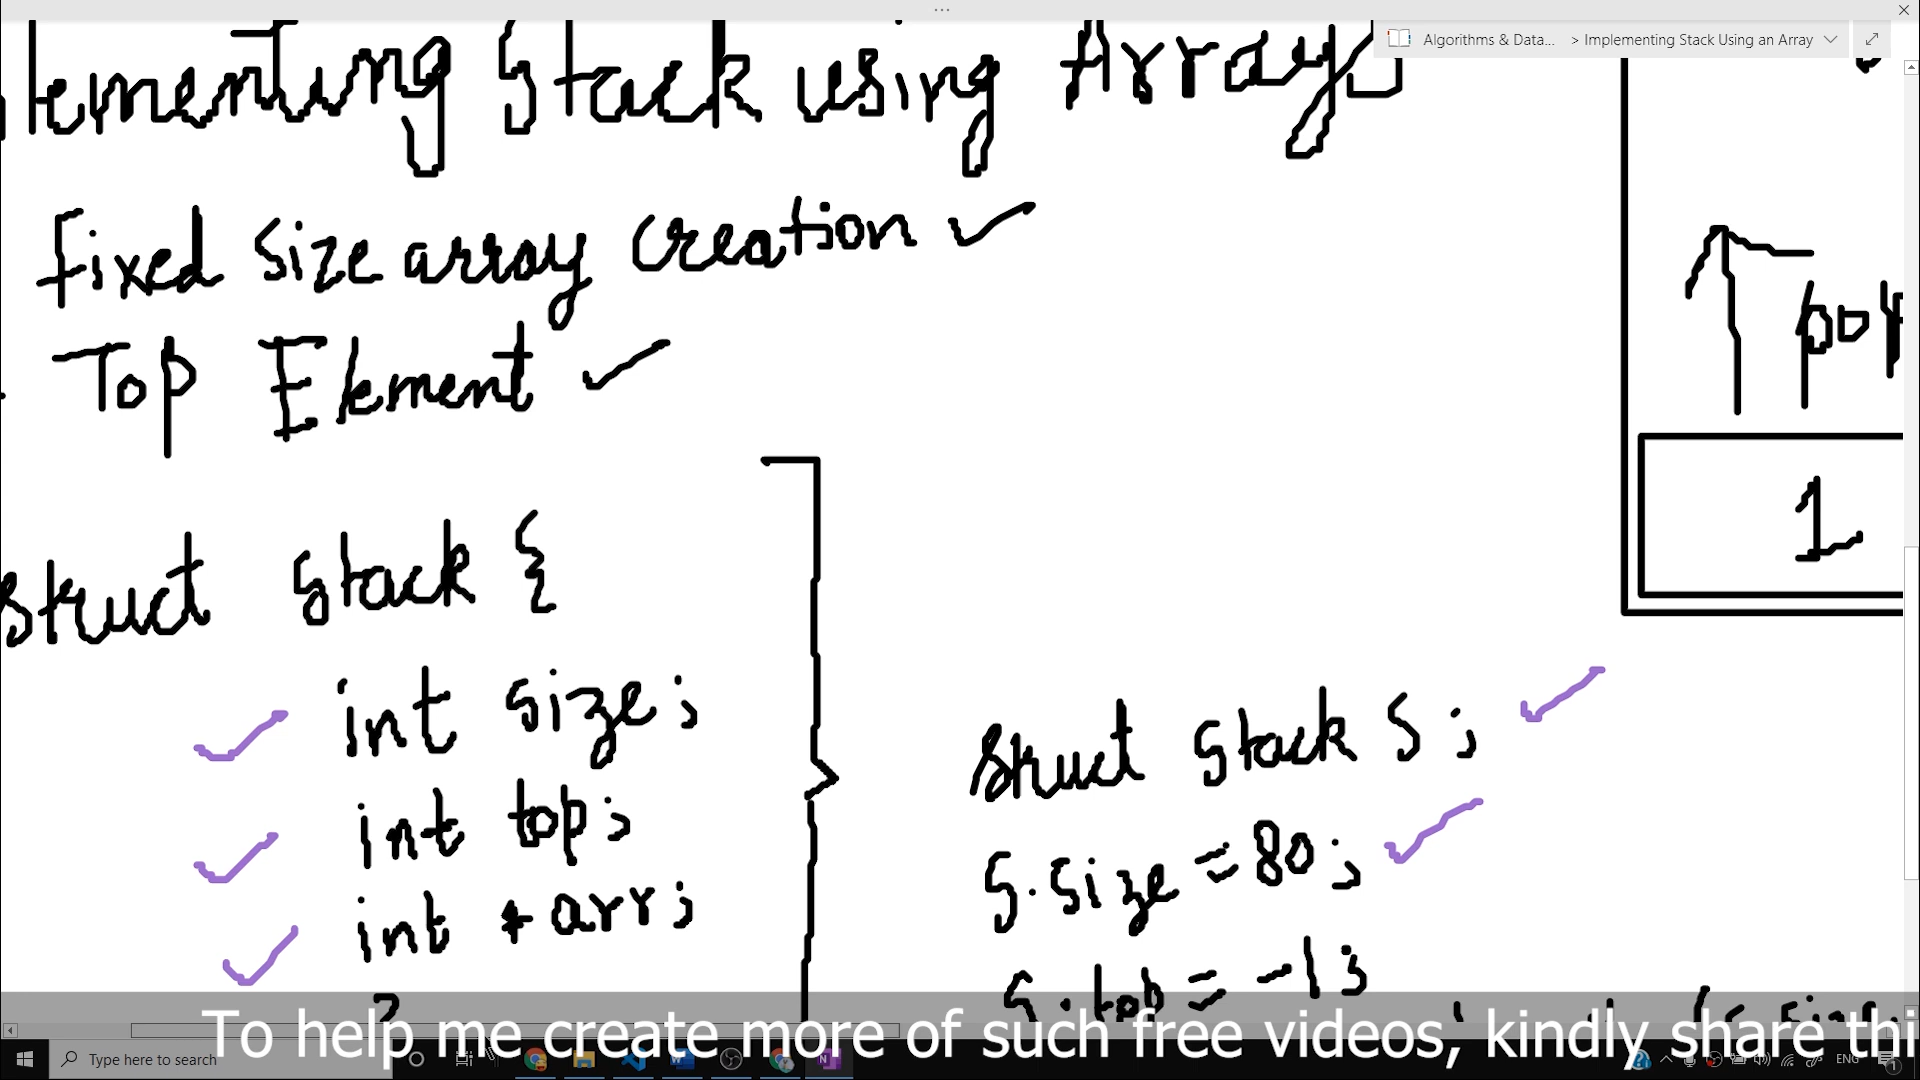 Algorithms & Data... > Implementing Stack Using an Array
lementing Stack using Array
fixed size array creation
Top Element
pop
1
struct stack {
int size;
int top;
int *arr;
}
struct stack S;
S.size = 80;
S.top = -1;
To help me create more of such free videos, kindly share thi
Type here to search
ENG